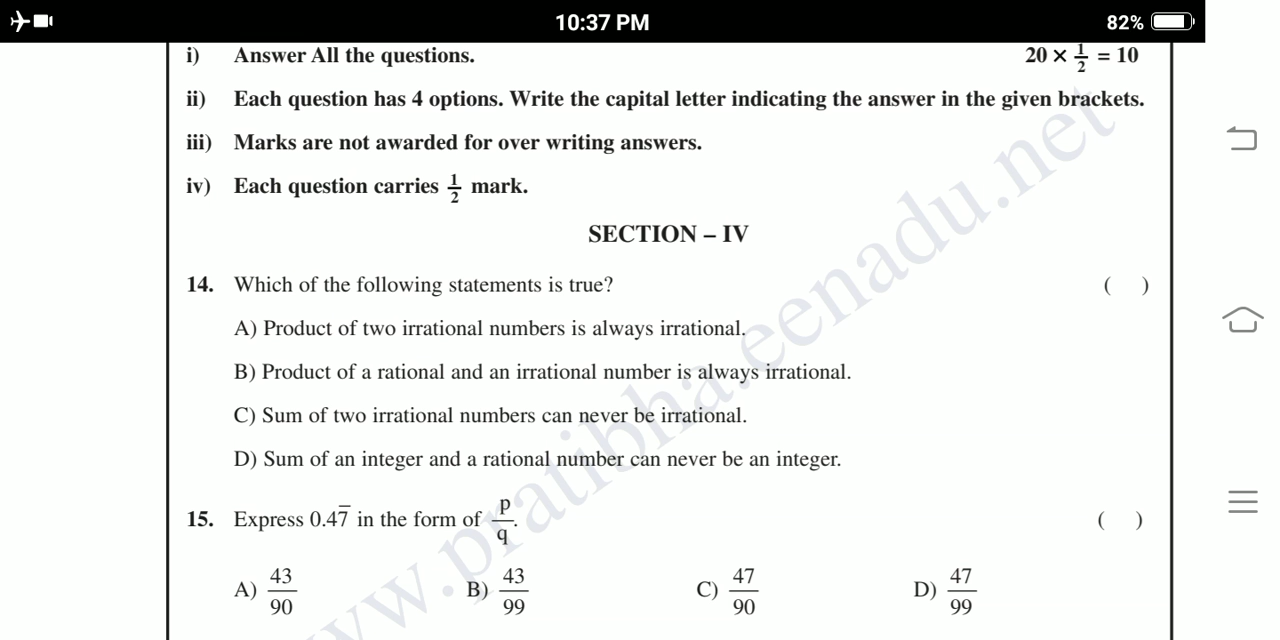 10:37 PM
82%
i) Answer All the questions. 20 × 1/2 = 10
ii) Each question has 4 options. Write the capital letter indicating the answer in the given brackets.
iii) Marks are not awarded for over writing answers.
iv) Each question carries 1/2 mark.
SECTION – IV
14. Which of the following statements is true? ( )
A) Product of two irrational numbers is always irrational.
B) Product of a rational and an irrational number is always irrational.
C) Sum of two irrational numbers can never be irrational.
D) Sum of an integer and a rational number can never be an integer.
15. Express 0.47̅ in the form of p/q. ( )
A) 43/90 B) 43/99 C) 47/90 D) 47/99
www.pratibha.eenadu.net